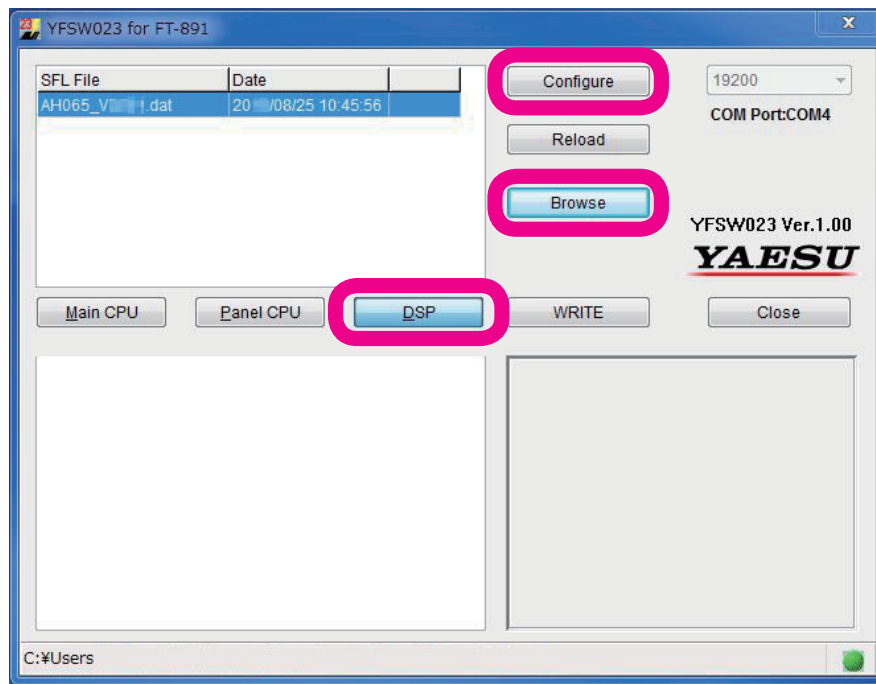 YFSW023 for FT-891
SFL File Date
AH065_V .dat 20 /08/25 10:45:56
Configure
Reload
Browse
19200
COM Port:COM4
YFSW023 Ver.1.00
YAESU
Main CPU Panel CPU DSP WRITE Close
C:¥Users